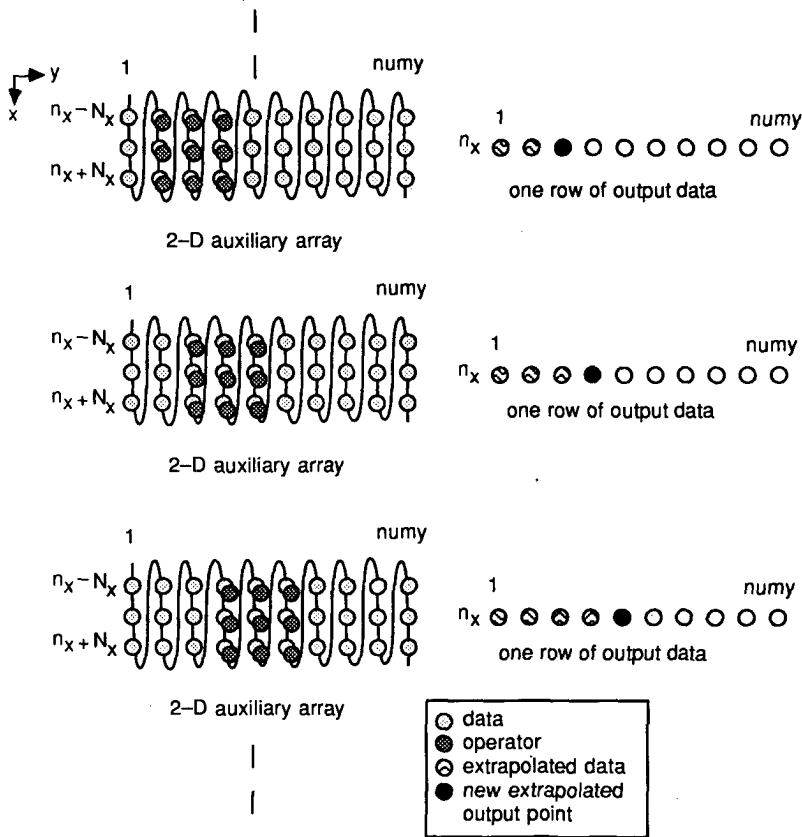 y
x
1 numy
n_x − N_x
n_x + N_x
2–D auxiliary array
1 numy
n_x
one row of output data
1 numy
n_x − N_x
n_x + N_x
2–D auxiliary array
1 numy
n_x
one row of output data
1 numy
n_x − N_x
n_x + N_x
2–D auxiliary array
1 numy
n_x
one row of output data
data
operator
extrapolated data
new extrapolated
output point